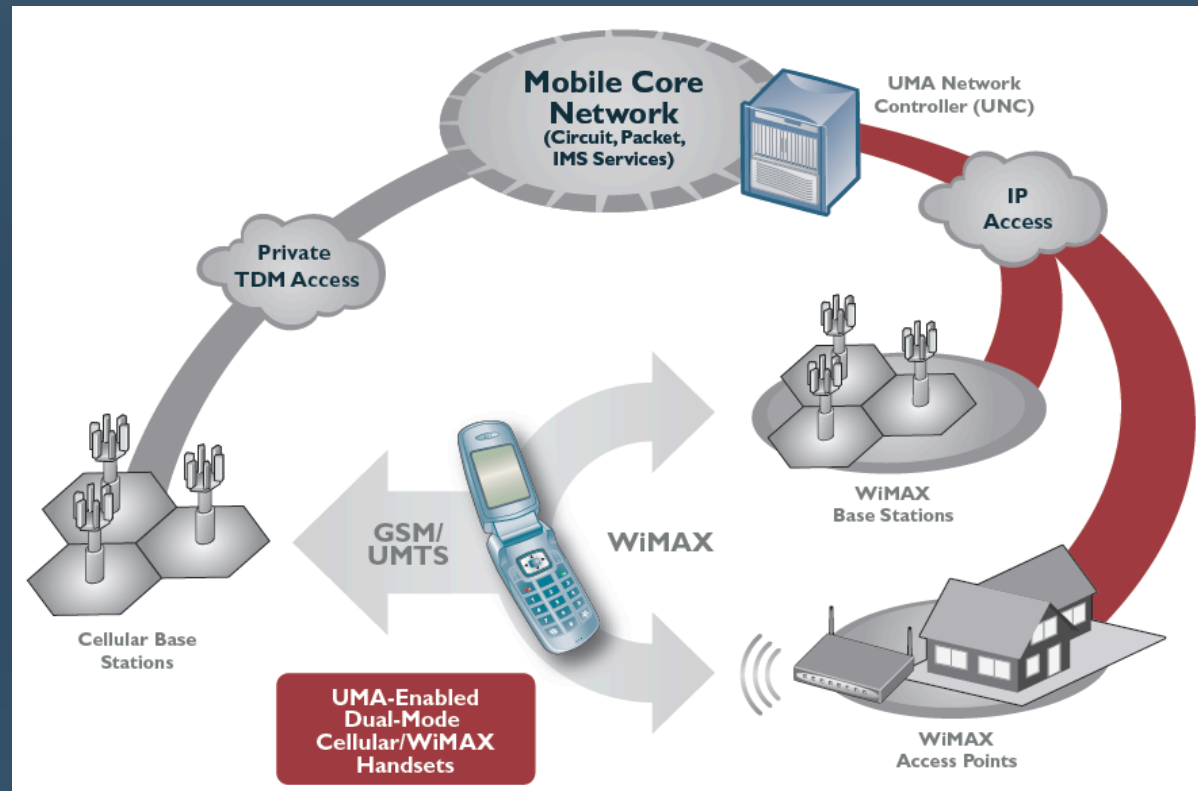 Mobile Core
Network
(Circuit, Packet,
IMS Services)
UMA Network
Controller (UNC)
IP
Access
Private
TDM Access
GSM/
UMTS
WiMAX
WiMAX
Base Stations
Cellular Base
Stations
UMA-Enabled
Dual-Mode
Cellular/WiMAX
Handsets
WiMAX
Access Points